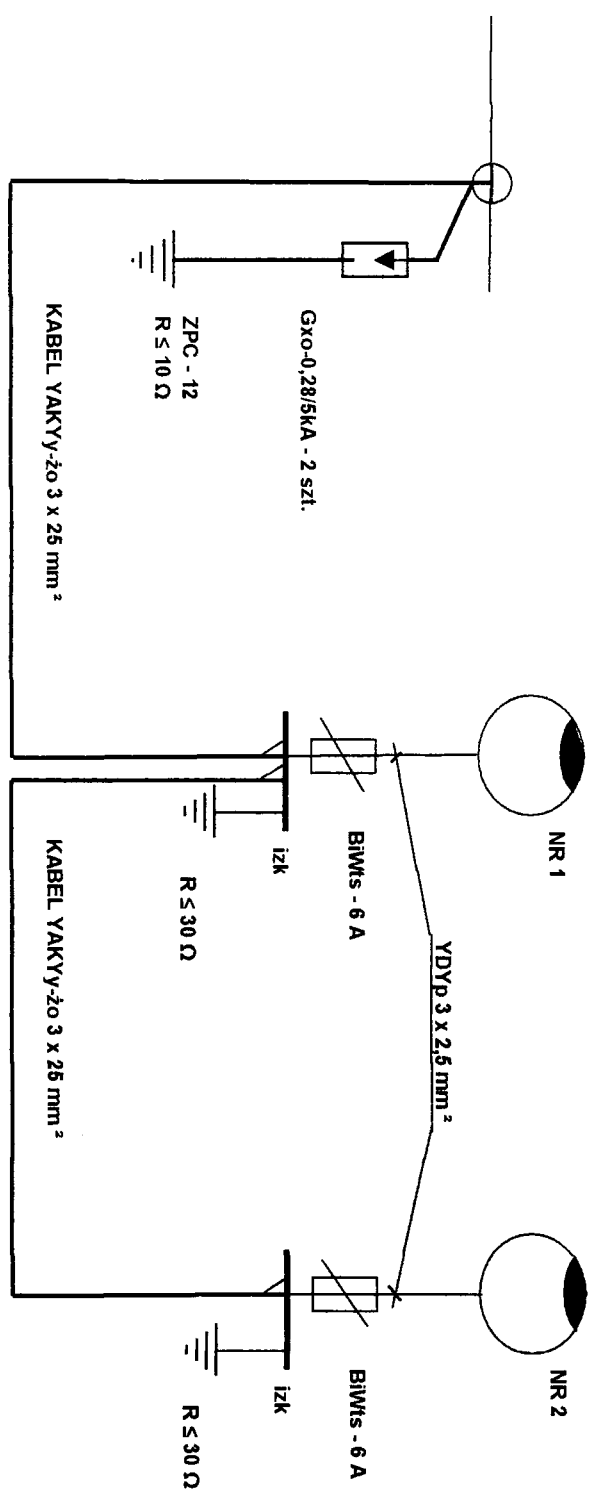 NR 1
NR 2
YDYp 3 x 2,5 mm²
BiWts - 6 A
BiWts - 6 A
izk
izk
Gxo-0,28/5kA - 2 szt.
ZPC - 12
R ≤ 10 Ω
R ≤ 30 Ω
R ≤ 30 Ω
KABEL YAKYy-żo 3 x 25 mm²
KABEL YAKYy-żo 3 x 25 mm²